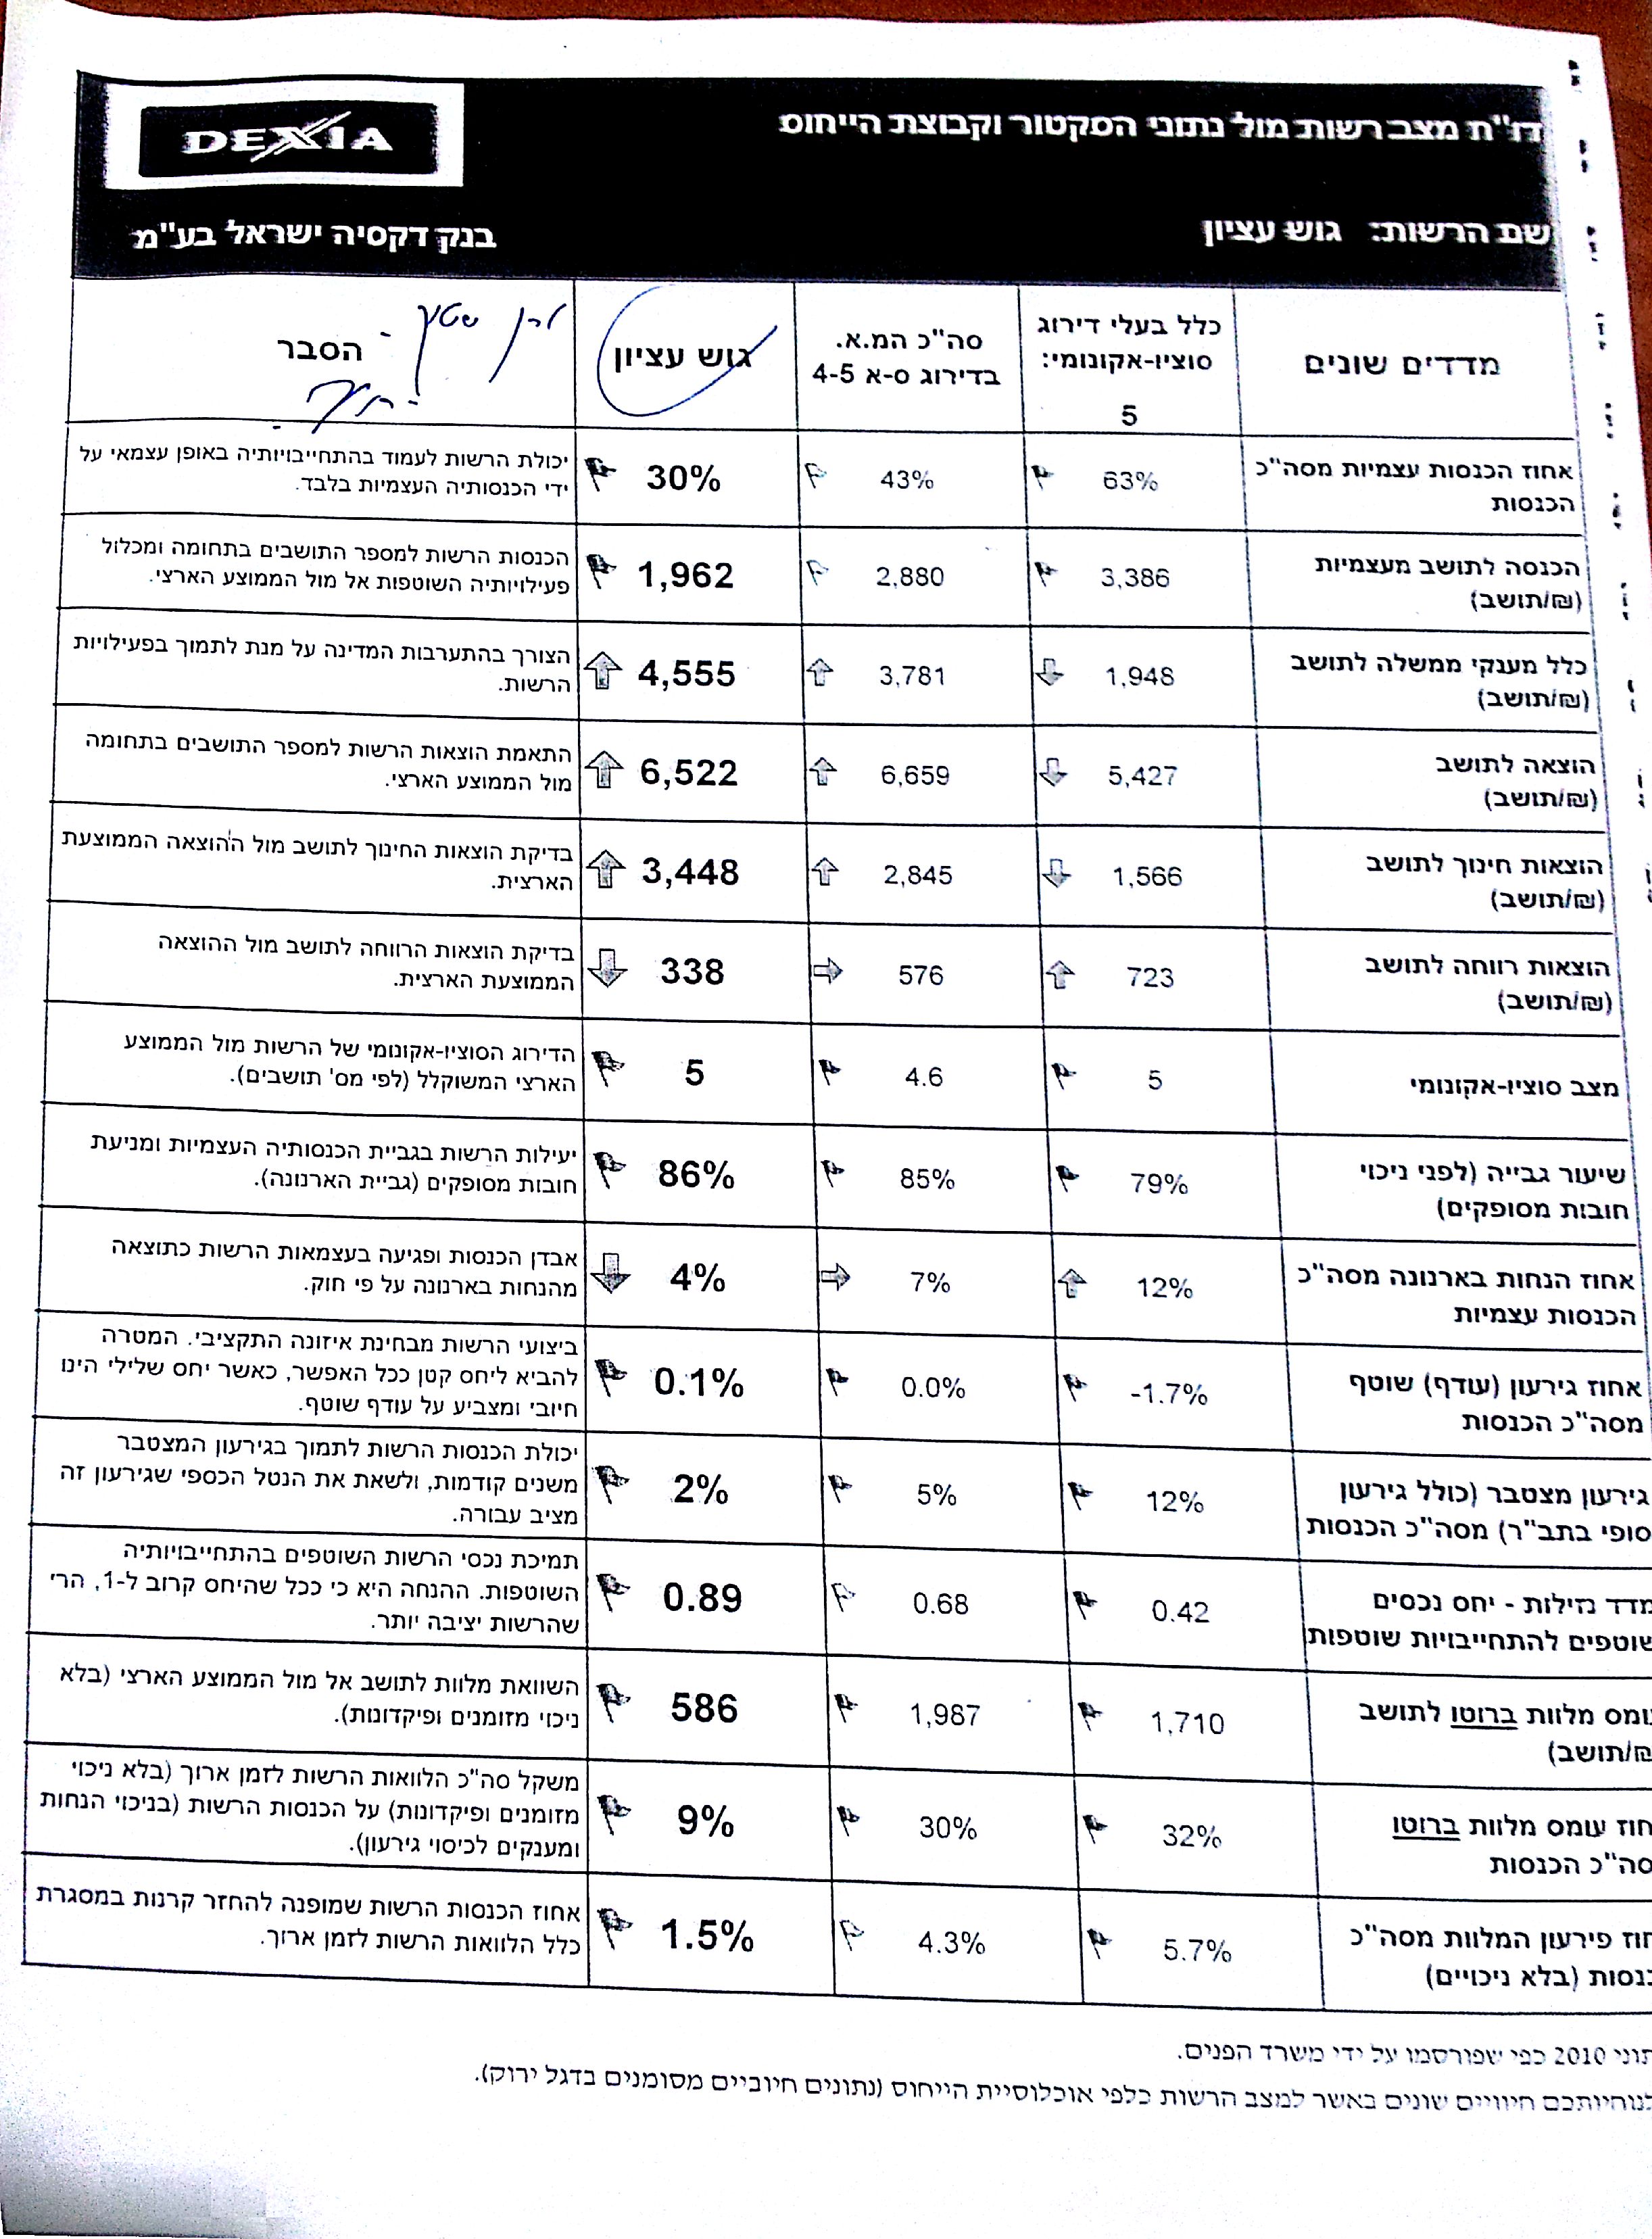 דו"ח מצב רשות מול נתוני הסקטור וקבוצת הייחוס
DEXIA
שם הרשות: גוש עציון
בנק דקסיה ישראל בע"מ
מדדים שונים
כלל בעלי דירוג
סוציו-אקונומי:
5
סה"כ המ.א.
בדירוג ס-א 4-5
גוש עציון
הסבר
אחוז הכנסות עצמיות מסה"כ
הכנסות
63%
43%
30%
יכולת הרשות לעמוד בהתחייבויותיה באופן עצמאי על
ידי הכנסותיה העצמיות בלבד.
הכנסה לתושב מעצמיות
(₪/תושב)
3,386
2,880
1,962
הכנסות הרשות למספר התושבים בתחומה ומכלול
פעילויותיה השוטפות אל מול הממוצע הארצי.
כלל מענקי ממשלה לתושב
(₪/תושב)
1,948
3,781
4,555
הצורך בהתערבות המדינה על מנת לתמוך בפעילויות
הרשות.
הוצאה לתושב
(₪/תושב)
5,427
6,659
6,522
התאמת הוצאות הרשות למספר התושבים בתחומה
מול הממוצע הארצי.
הוצאות חינוך לתושב
(₪/תושב)
1,566
2,845
3,448
בדיקת הוצאות החינוך לתושב מול ההוצאה הממוצעת
הארצית.
הוצאות רווחה לתושב
(₪/תושב)
723
576
338
בדיקת הוצאות הרווחה לתושב מול ההוצאה
הממוצעת הארצית.
מצב סוציו-אקונומי
5
4.6
5
הדירוג הסוציו-אקונומי של הרשות מול הממוצע
הארצי המשוקלל (לפי מס' תושבים).
שיעור גבייה (לפני ניכוי
חובות מסופקים)
79%
85%
86%
יעילות הרשות בגביית הכנסותיה העצמיות ומניעת
חובות מסופקים (גביית הארנונה).
אחוז הנחות בארנונה מסה"כ
הכנסות עצמיות
12%
7%
4%
אבדן הכנסות ופגיעה בעצמאות הרשות כתוצאה
מהנחות בארנונה על פי חוק.
אחוז גירעון (עודף) שוטף
מסה"כ הכנסות
-1.7%
0.0%
0.1%
ביצועי הרשות מבחינת איזונה התקציבי. המטרה
להביא ליחס קטן ככל האפשר, כאשר יחס שלילי הינו
חיובי ומצביע על עודף שוטף.
גירעון מצטבר (כולל גירעון
סופי בתב"ר) מסה"כ הכנסות
12%
5%
2%
יכולת הכנסות הרשות לתמוך בגירעון המצטבר
משנים קודמות, ולשאת את הנטל הכספי שגירעון זה
מציב עבורה.
מדד נזילות - יחס נכסים
שוטפים להתחייבויות שוטפות
0.42
0.68
0.89
תמיכת נכסי הרשות השוטפים בהתחייבויותיה
השוטפות. ההנחה היא כי ככל שהיחס קרוב ל-1, הרי
שהרשות יציבה יותר.
עומס מלוות ברוטו לתושב
₪/תושב)
1,710
1,987
586
השוואת מלוות לתושב אל מול הממוצע הארצי (בלא
ניכוי מזומנים ופיקדונות).
חוז עומס מלוות ברוטו
סה"כ הכנסות
32%
30%
9%
משקל סה"כ הלוואות הרשות לזמן ארוך (בלא ניכוי
מזומנים ופיקדונות) על הכנסות הרשות (בניכוי הנחות
ומענקים לכיסוי גירעון).
חוז פירעון המלוות מסה"כ
כנסות (בלא ניכויים)
5.7%
4.3%
1.5%
אחוז הכנסות הרשות שמופנה להחזר קרנות במסגרת
כלל הלוואות הרשות לזמן ארוך.
תוני 2010 כפי שפורסמו על ידי משרד הפנים.
לנוחיותכם חיוויים שונים באשר למצב הרשות כלפי אוכלוסיית הייחוס (נתונים חיוביים מסומנים בדגל ירוק).